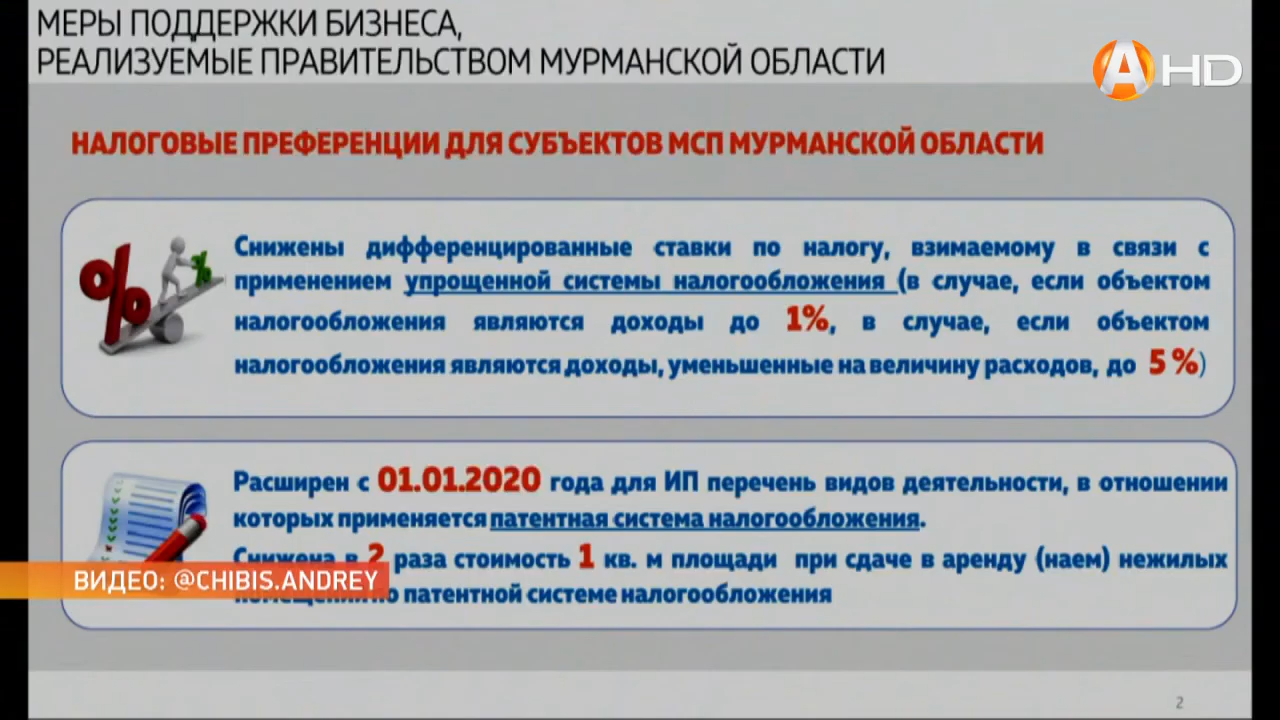 МЕРЫ ПОДДЕРЖКИ БИЗНЕСА,
РЕАЛИЗУЕМЫЕ ПРАВИТЕЛЬСТВОМ МУРМАНСКОЙ ОБЛАСТИ
A HD
НАЛОГОВЫЕ ПРЕФЕРЕНЦИИ ДЛЯ СУБЪЕКТОВ МСП МУРМАНСКОЙ ОБЛАСТИ
% %
Снижены дифференцированные ставки по налогу, взимаемому в связи с
применением упрощенной системы налогообложения (в случае, если объектом
налогообложения являются доходы до 1%, в случае, если объектом
налогообложения являются доходы, уменьшенные на величину расходов, до 5 %)
Расширен с 01.01.2020 года для ИП перечень видов деятельности, в отношении
которых применяется патентная система налогообложения.
Снижена в 2 раза стоимость 1 кв. м площади при сдаче в аренду (наем) нежилых
патентной системе налогообложения
ВИДЕО: @CHIBIS.ANDREY
2